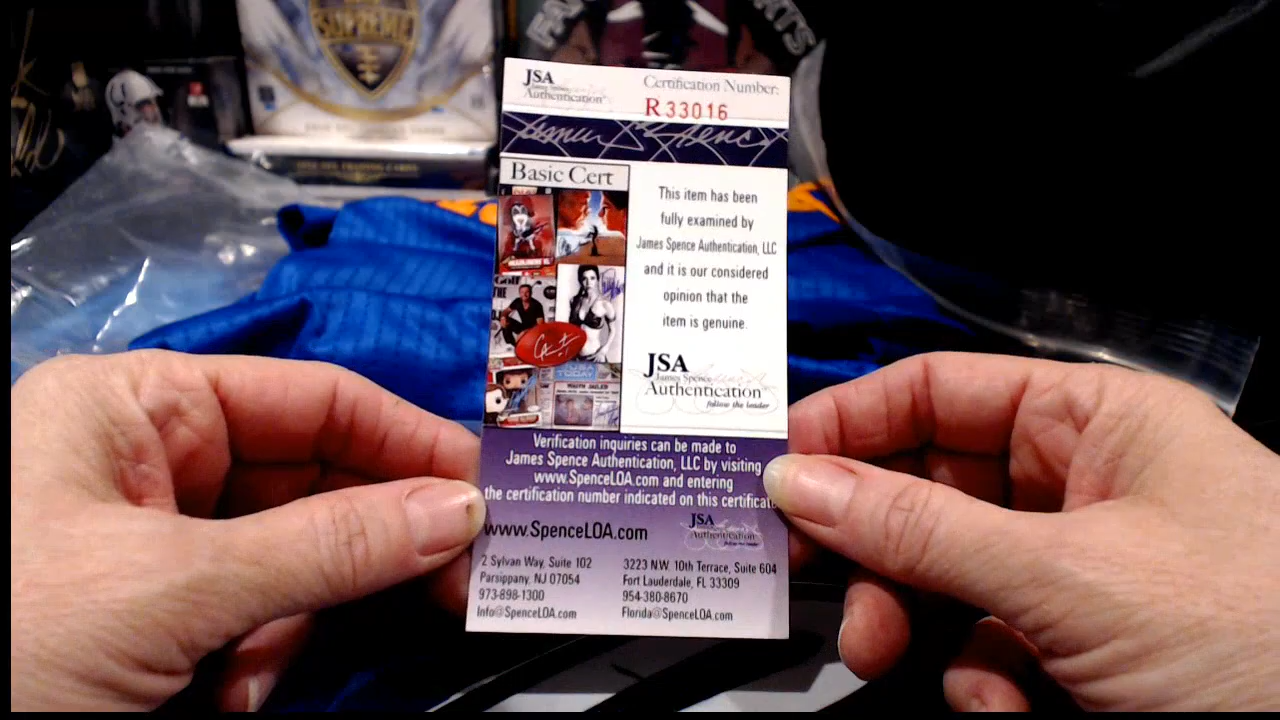 SUPREME
JSA
Authentication
Certification Number:
R33016
Basic Cert
This item has been
fully examined by
James Spence Authentication, LLC
and it is our considered
opinion that the
item is genuine.
JSA
James Spence
Authentication
follow the leader
Verification inquiries can be made to
James Spence Authentication, LLC by visiting
www.SpenceLOA.com and entering
the certification number indicated on this certificat
www.SpenceLOA.com
JSA
Authentication
2 Sylvan Way, Suite 102
Parsippany, NJ 07054
973-898-1300
Info@SpenceLOA.com
3223 N.W. 10th Terrace, Suite 604
Fort Lauderdale, FL 33309
954-380-8670
Florida@SpenceLOA.com